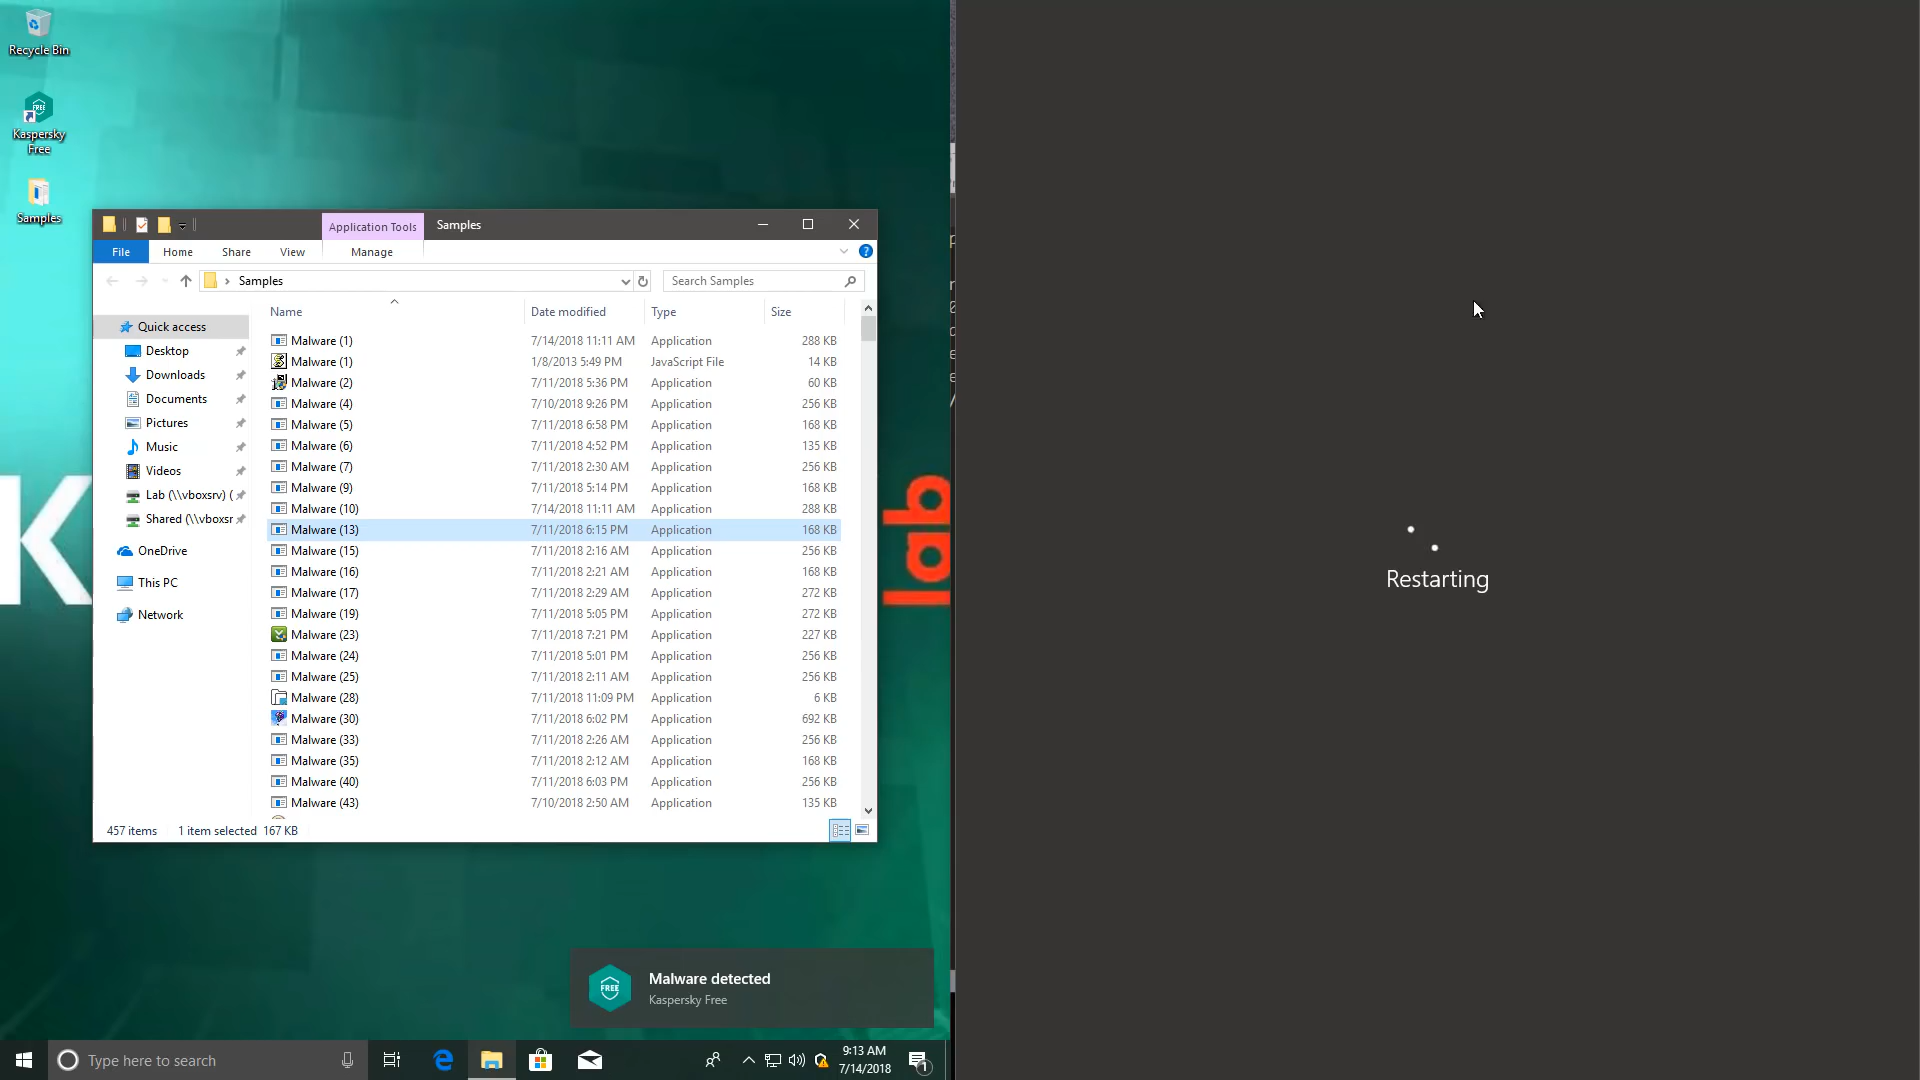 Recycle Bin
FREE
Kaspersky
Free
Samples
Application Tools
Samples
File
Home
Share
View
Manage
Samples
Search Samples
Name
Date modified
Type
Size
Quick access
Desktop
Downloads
Documents
Pictures
Music
Videos
Lab (\\vboxsrv) (
Shared (\\vboxsr
OneDrive
This PC
Network
Malware (1) 7/14/2018 11:11 AM Application 288 KB
Malware (1) 1/8/2013 5:49 PM JavaScript File 14 KB
Malware (2) 7/11/2018 5:36 PM Application 60 KB
Malware (4) 7/10/2018 9:26 PM Application 256 KB
Malware (5) 7/11/2018 6:58 PM Application 168 KB
Malware (6) 7/11/2018 4:52 PM Application 135 KB
Malware (7) 7/11/2018 2:30 AM Application 256 KB
Malware (9) 7/11/2018 5:14 PM Application 168 KB
Malware (10) 7/14/2018 11:11 AM Application 288 KB
Malware (13) 7/11/2018 6:15 PM Application 168 KB
Malware (15) 7/11/2018 2:16 AM Application 256 KB
Malware (16) 7/11/2018 2:21 AM Application 168 KB
Malware (17) 7/11/2018 2:29 AM Application 272 KB
Malware (19) 7/11/2018 5:05 PM Application 272 KB
Malware (23) 7/11/2018 7:21 PM Application 227 KB
Malware (24) 7/11/2018 5:01 PM Application 256 KB
Malware (25) 7/11/2018 2:11 AM Application 256 KB
Malware (28) 7/11/2018 11:09 PM Application 6 KB
Malware (30) 7/11/2018 6:02 PM Application 692 KB
Malware (33) 7/11/2018 2:26 AM Application 256 KB
Malware (35) 7/11/2018 2:12 AM Application 168 KB
Malware (40) 7/11/2018 6:03 PM Application 256 KB
Malware (43) 7/10/2018 2:50 AM Application 135 KB
457 items
1 item selected 167 KB
K
lab
FREE
Malware detected
Kaspersky Free
Type here to search
9:13 AM
7/14/2018
1
Restarting